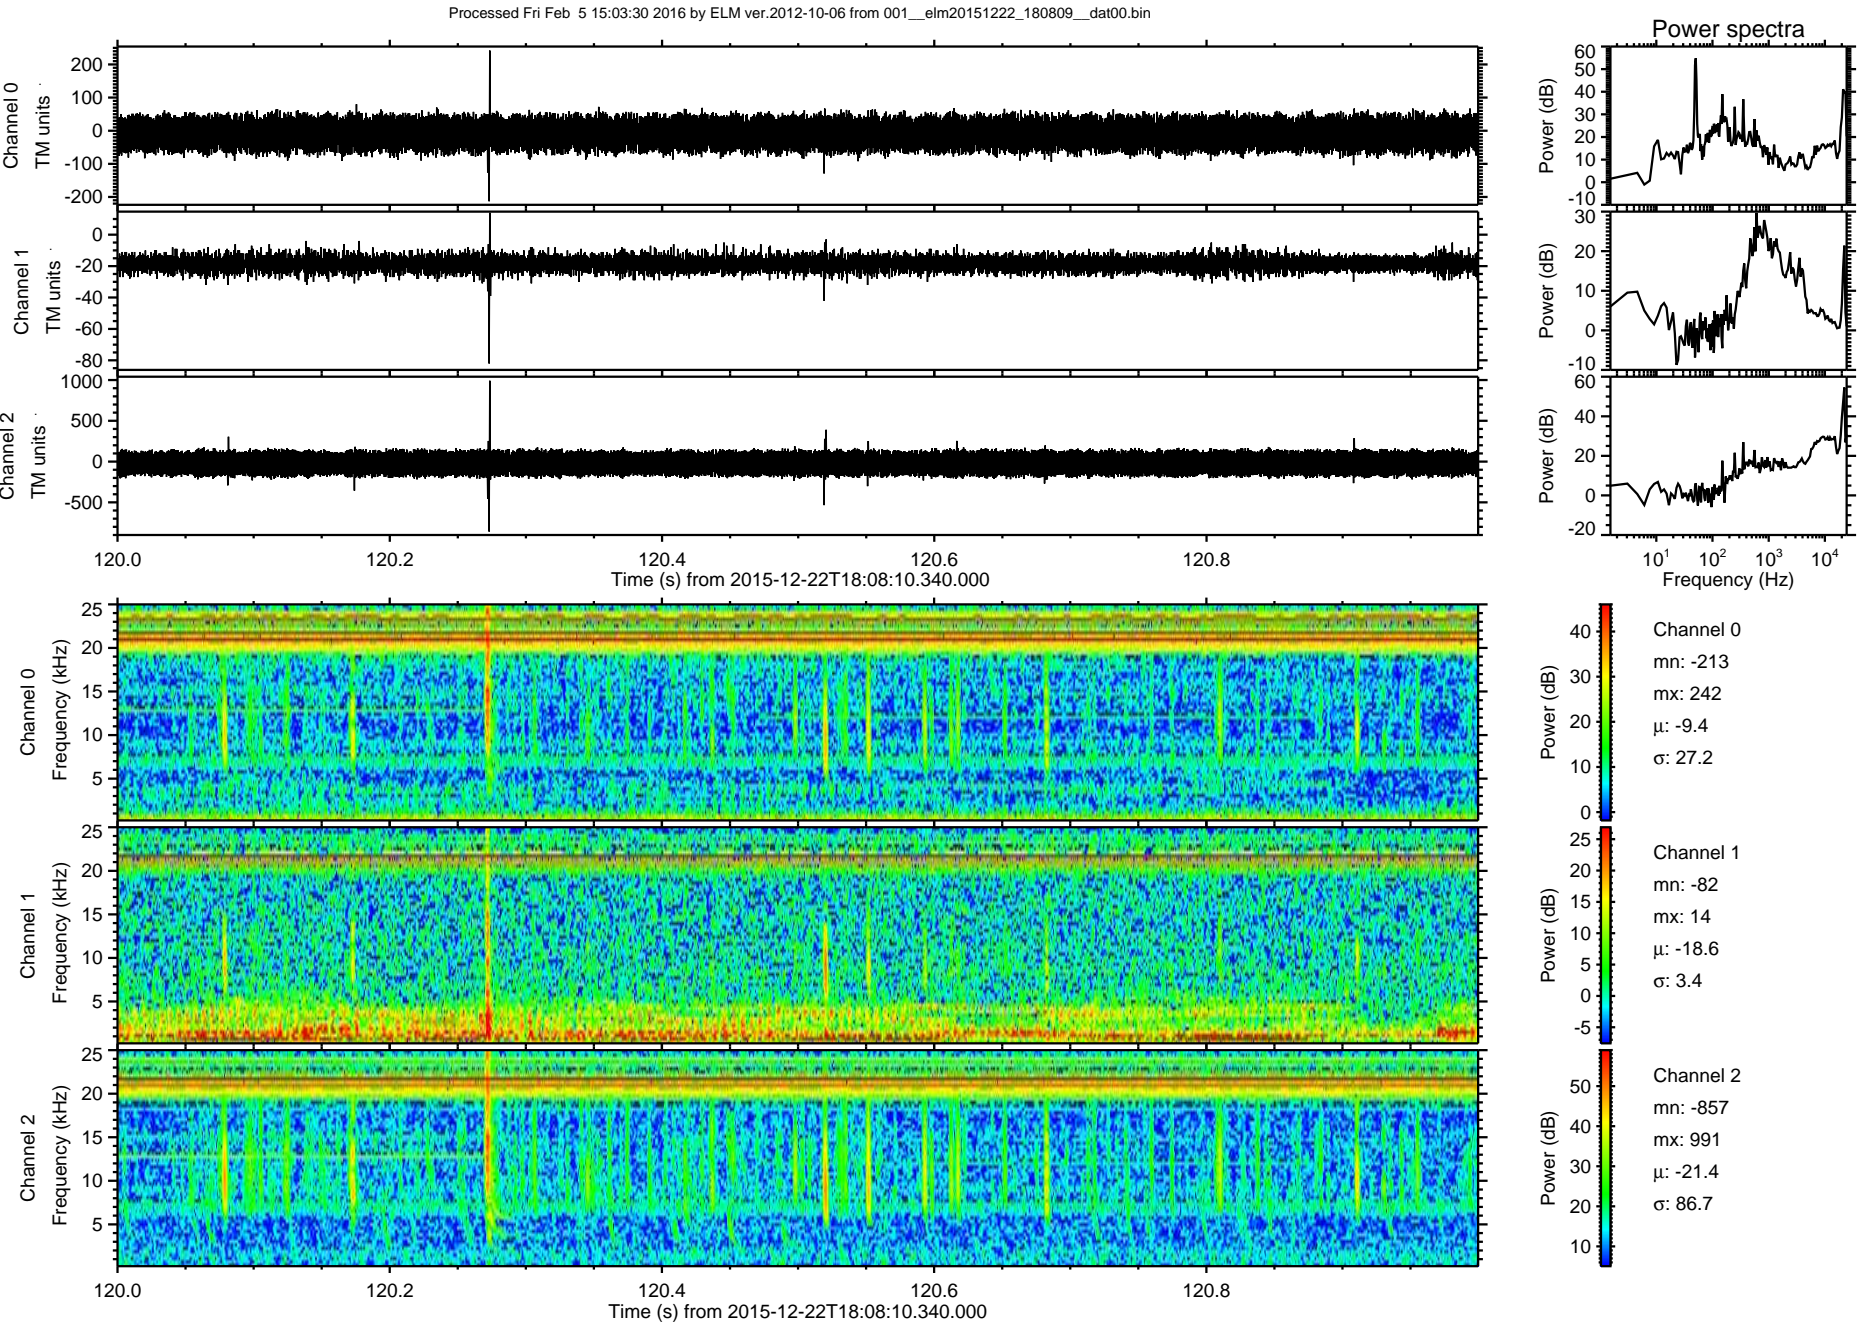 Processed Fri Feb  5 15:03:30 2016 by ELM ver.2012-10-06 from 001__elm20151222_180809__dat00.bin
Power spectra
Channel 0
TM units
200
100
0
-100
-200
Power (dB)
60
50
40
30
20
10
0
-10
Channel 1
TM units
0
-20
-40
-60
-80
Power (dB)
30
20
10
0
-10
Channel 2
TM units
1000
500
0
-500
Power (dB)
60
40
20
0
-20
120.0 120.2 120.4 120.6 120.8
Time (s) from 2015-12-22T18:08:10.340.000
10¹ 10² 10³ 10⁴
Frequency (Hz)
Channel 0
Frequency (kHz)
25
20
15
10
5
Power (dB)
40
30
20
10
0
Channel 0
mn: -213
mx: 242
μ: -9.4
σ: 27.2
Channel 1
Frequency (kHz)
25
20
15
10
5
Power (dB)
25
20
15
10
5
0
-5
Channel 1
mn: -82
mx: 14
μ: -18.6
σ: 3.4
Channel 2
Frequency (kHz)
25
20
15
10
5
Power (dB)
50
40
30
20
10
Channel 2
mn: -857
mx: 991
μ: -21.4
σ: 86.7
120.0 120.2 120.4 120.6 120.8
Time (s) from 2015-12-22T18:08:10.340.000